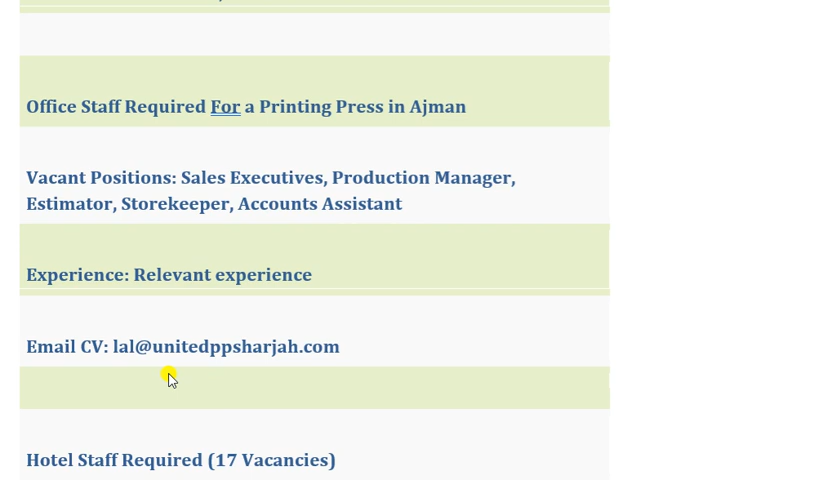 Office Staff Required For a Printing Press in Ajman
Vacant Positions: Sales Executives, Production Manager,
Estimator, Storekeeper, Accounts Assistant
Experience: Relevant experience
Email CV: lal@unitedppsharjah.com
Hotel Staff Required (17 Vacancies)